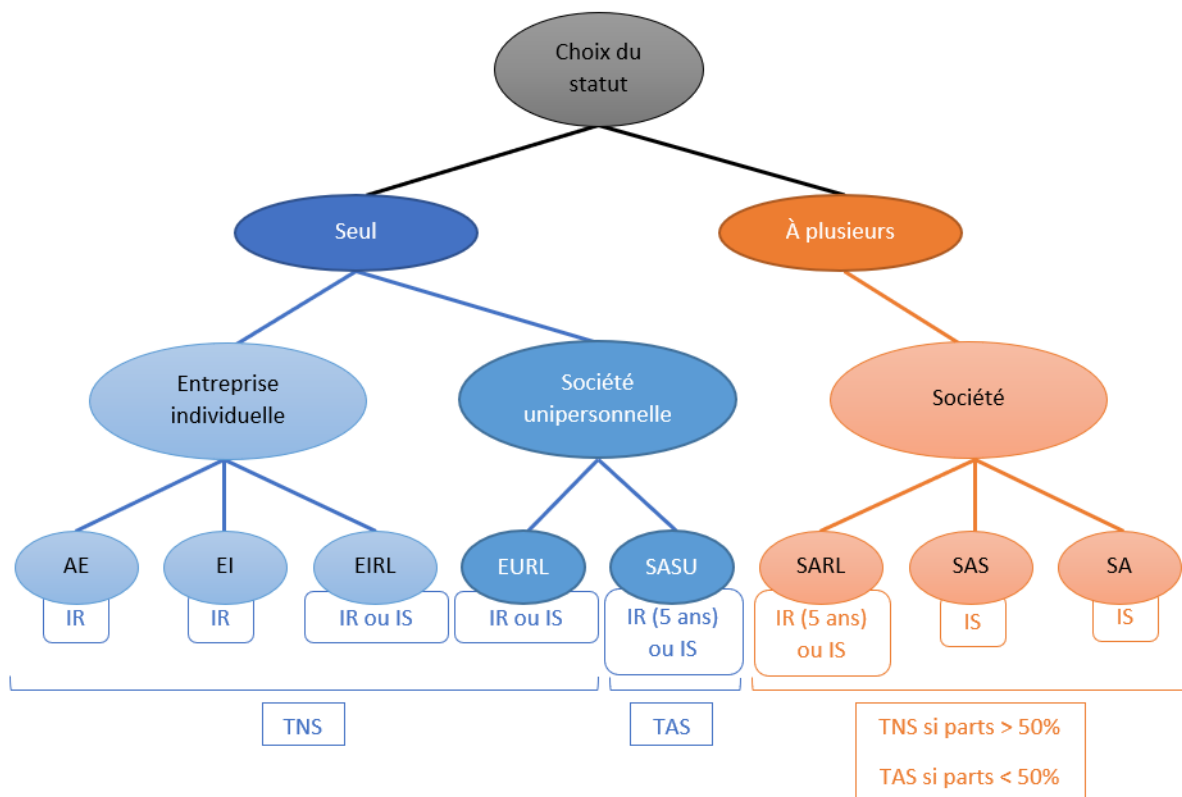 Choix du
statut
Seul
À plusieurs
Entreprise
individuelle
Société
unipersonnelle
Société
AE
EI
EIRL
EURL
SASU
SARL
SAS
SA
IR
IR
IR ou IS
IR ou IS
IR (5 ans)
ou IS
IR (5 ans)
ou IS
IS
IS
TNS
TAS
TNS si parts > 50%
TAS si parts < 50%